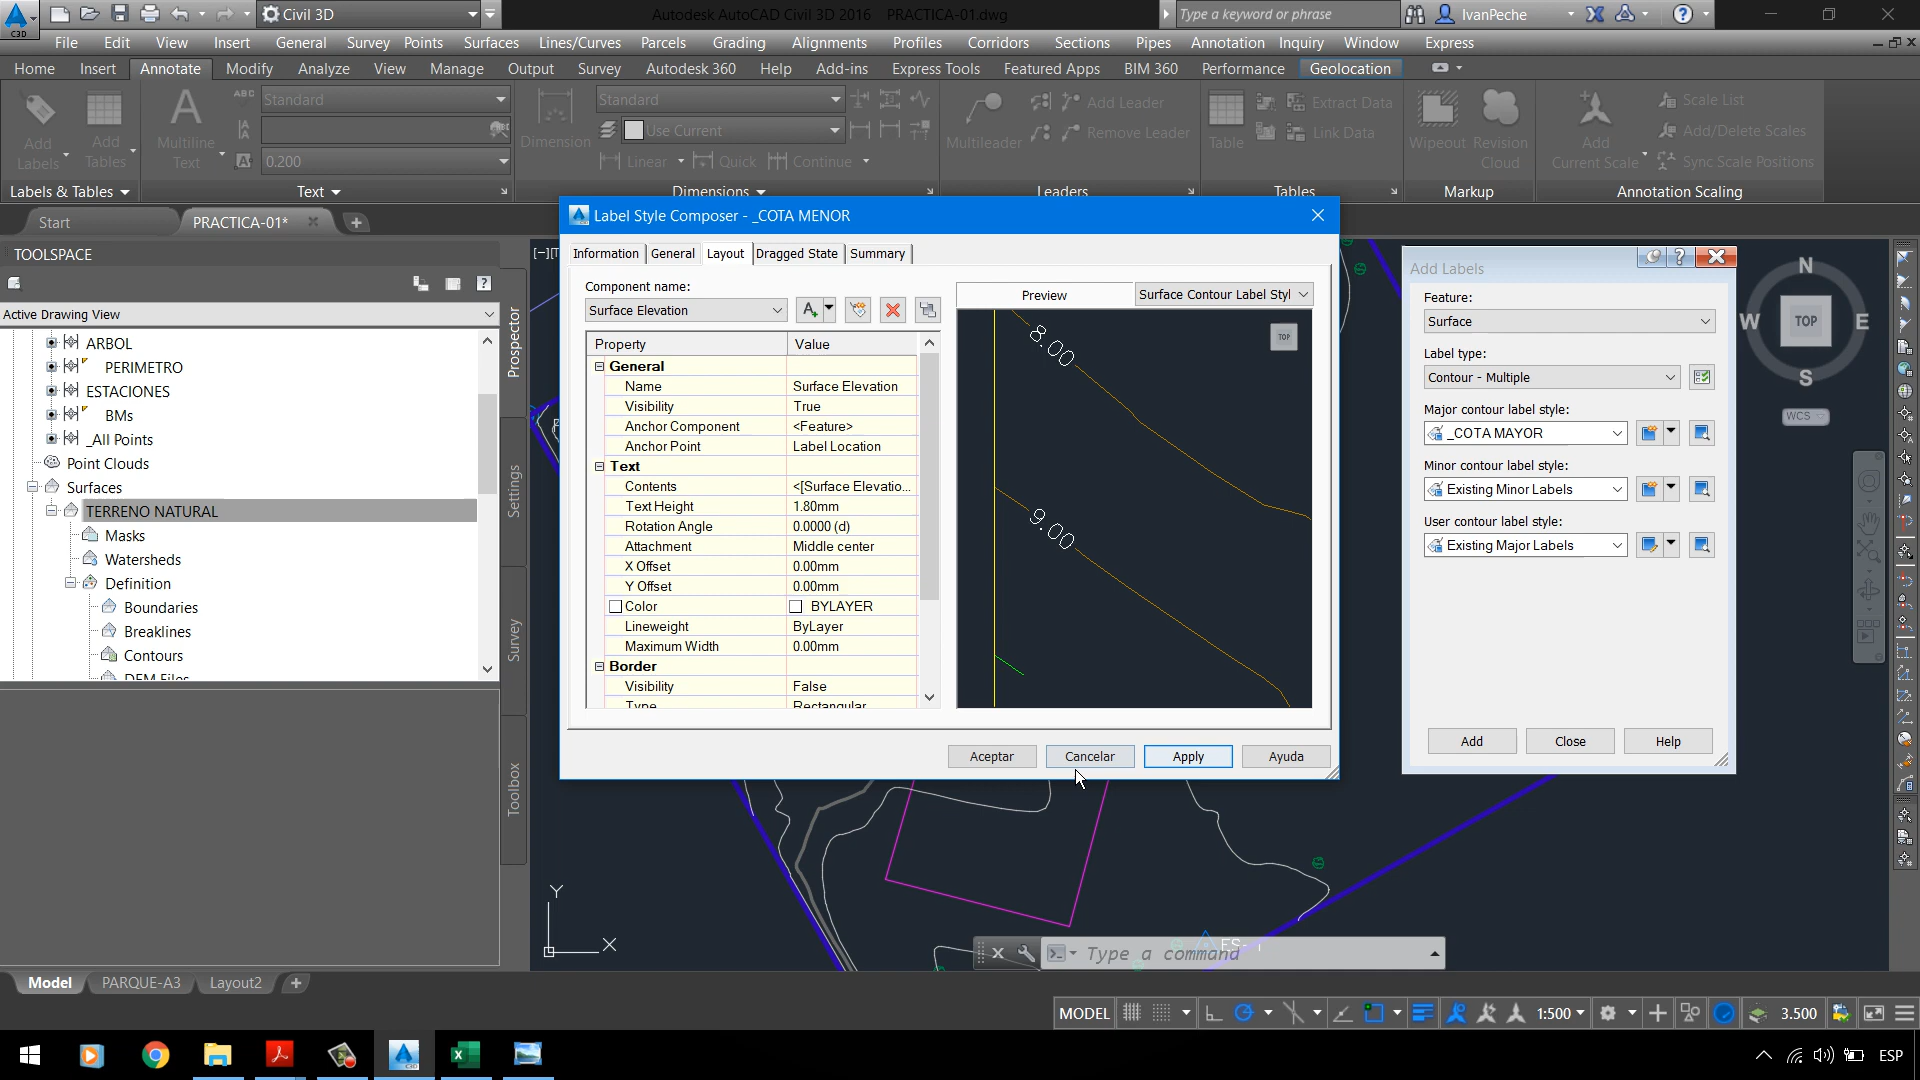 Civil 3D
Autodesk AutoCAD Civil 3D 2016 PRACTICA-01.dwg
Type a keyword or phrase
IvanPeche
C3D
File Edit View Insert General Survey Points Surfaces Lines/Curves Parcels Grading Alignments Profiles Corridors Sections Pipes Annotation Inquiry Window Express
Home Insert Annotate Modify Analyze View Manage Output Survey Autodesk 360 Help Add-ins Express Tools Featured Apps BIM 360 Performance Geolocation
Add Labels
Add Tables
Multiline Text
Standard
0.200
Dimension
Standard
Use Current
Linear Quick Continue
Multileader
Add Leader
Remove Leader
Table
Extract Data
Link Data
Wipeout
Revision Cloud
Add Current Scale
Scale List
Add/Delete Scales
Sync Scale Positions
Labels & Tables Text Dimensions Leaders Tables Markup Annotation Scaling
Start PRACTICA-01*
TOOLSPACE
Active Drawing View
ARBOL
PERIMETRO
ESTACIONES
BMs
_All Points
Point Clouds
Surfaces
TERRENO NATURAL
Masks
Watersheds
Definition
Boundaries
Breaklines
Contours
DEM Files
Prospector
Settings
Survey
Toolbox
Label Style Composer - _COTA MENOR
Information General Layout Dragged State Summary
Component name:
Surface Elevation
Preview
Surface Contour Label Styl
Property Value
General
Name Surface Elevation
Visibility True
Anchor Component <Feature>
Anchor Point Label Location
Text
Contents <[Surface Elevatio...
Text Height 1.80mm
Rotation Angle 0.0000 (d)
Attachment Middle center
X Offset 0.00mm
Y Offset 0.00mm
Color BYLAYER
Lineweight ByLayer
Maximum Width 0.00mm
Border
Visibility False
Type Rectangular
8.00
9.00
TOP
Aceptar Cancelar Apply Ayuda
Add Labels
Feature:
Surface
Label type:
Contour - Multiple
Major contour label style:
_COTA MAYOR
Minor contour label style:
Existing Minor Labels
User contour label style:
Existing Major Labels
Add Close Help
N
W TOP E
S
WCS
Y
X
ES-
Type a command
Model PARQUE-A3 Layout2
MODEL 1:500 3.500
ESP